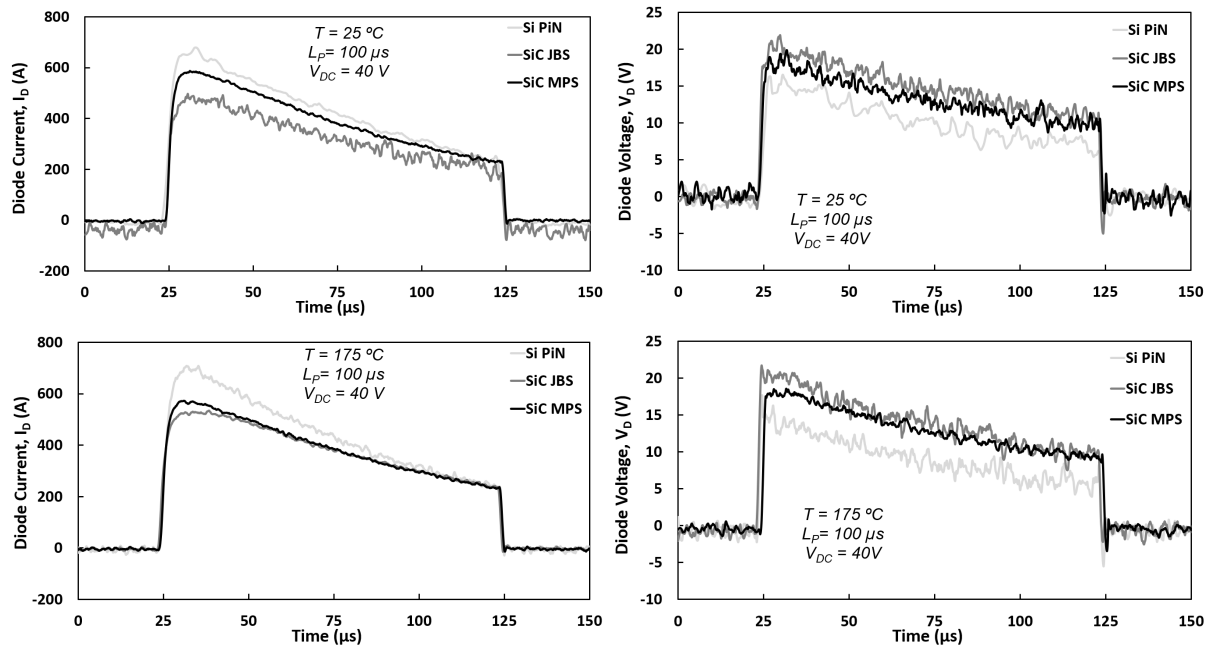 800
600
400
200
0
-200
Diode Current, I_D (A)
T = 25 ºC
L_P= 100 µs
V_DC = 40 V
Si PiN
SiC JBS
SiC MPS
0 25 50 75 100 125 150
Time (µs)
25
20
15
10
5
0
-5
-10
Diode Voltage, V_D (V)
T = 25 ºC
L_P= 100 µs
V_DC = 40V
Si PiN
SiC JBS
SiC MPS
0 25 50 75 100 125 150
Time (µs)
800
600
400
200
0
-200
Diode Current, I_D (A)
T = 175 ºC
L_P= 100 µs
V_DC = 40 V
Si PiN
SiC JBS
SiC MPS
0 25 50 75 100 125 150
Time (µs)
25
20
15
10
5
0
-5
-10
Diode Voltage, V_D (V)
T = 175 ºC
L_P= 100 µs
V_DC = 40V
Si PiN
SiC JBS
SiC MPS
0 25 50 75 100 125 150
Time (µs)